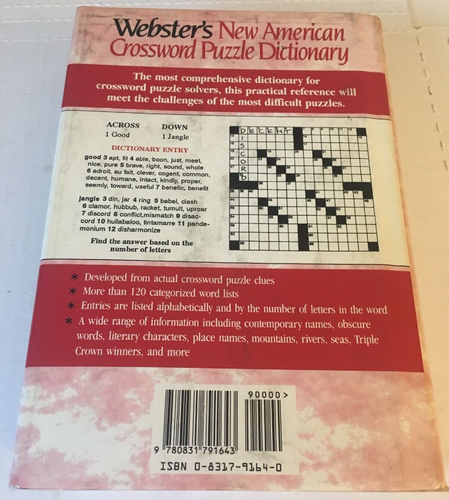 Webster's New American
Crossword Puzzle Dictionary
The most comprehensive dictionary for
crossword puzzle solvers, this practical reference will
meet the challenges of the most difficult puzzles.
ACROSS DOWN
1 Good 1 Jangle
DICTIONARY ENTRY
good 3 apt, fit 4 able, boon, just, meet,
nice, pure 5 brave, right, sound, whole
6 adroit, au fait, clever, cogent, common,
decent, humane, intact, kindly, proper,
seemly, toward, useful 7 benefic, benefit
jangle 3 din, jar 4 ring 5 babel, clash
6 clamor, hubbub, racket, tumult, uproar
7 discord 8 conflict,mismatch 9 disac-
cord 10 hullabaloo, tintamarre 11 pande-
monium 12 disharmonize
Find the answer based on the
number of letters
DECENT
DISCORD
* Developed from actual crossword puzzle clues
* More than 120 categorized word lists
* Entries are listed alphabetically and by the number of letters in the word
* A wide range of information including contemporary names, obscure
words, literary characters, place names, mountains, rivers, seas, Triple
Crown winners, and more
90000>
9 780831 791643
ISBN 0-8317-9164-0